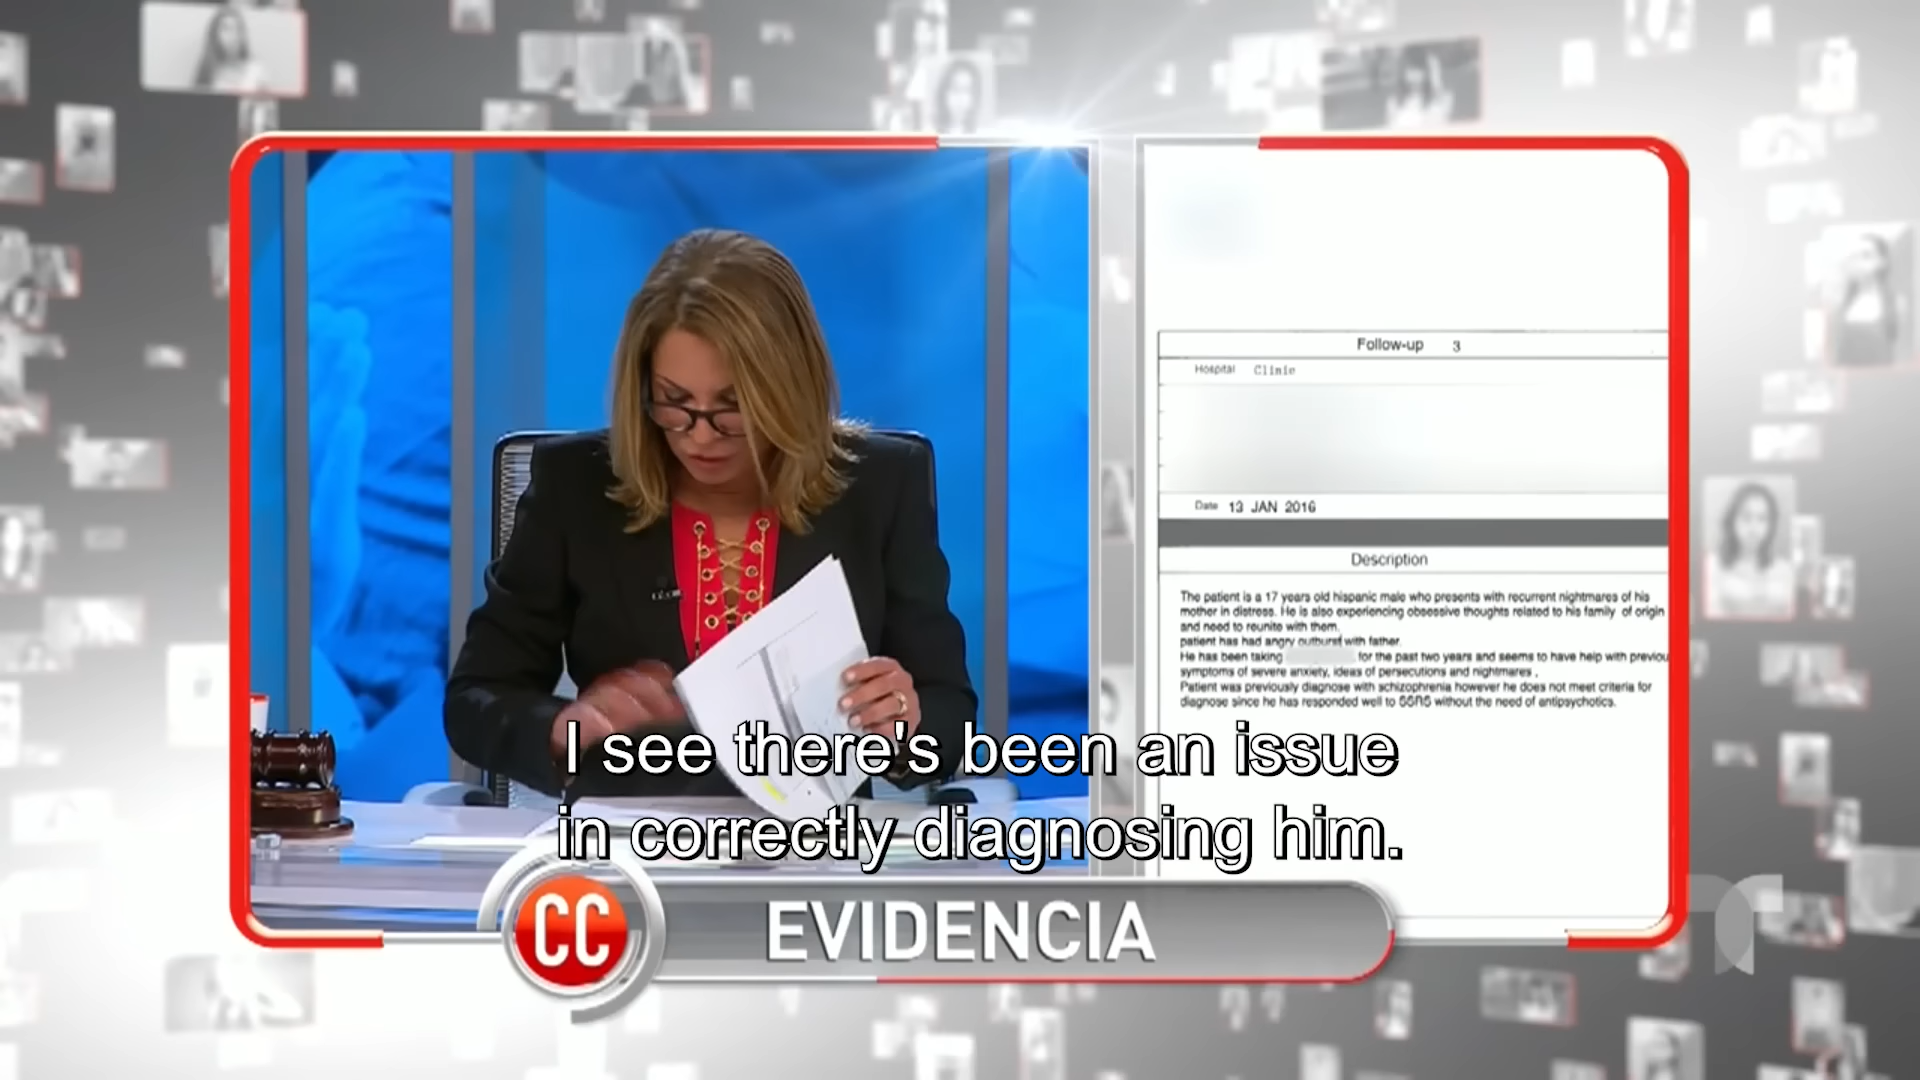 Follow-up 3
Hospital Clinic
Date 13 JAN 2016
Description
The patient is a 17 years old hispanic male who presents with recurrent nightmares of his
mother in distress. He is also experiencing obsessive thoughts related to his family of origin
and need to reunite with them.
patient has had angry outburst with father.
He has been taking for the past two years and seems to have help with previou
symptoms of severe anxiety, ideas of persecutions and nightmares .
Patient was previously diagnose with schizophrenia however he does not meet criteria for
diagnose since he has responded well to SSRS without the need of antipsychotics.
I see there's been an issue
in correctly diagnosing him.
CC EVIDENCIA